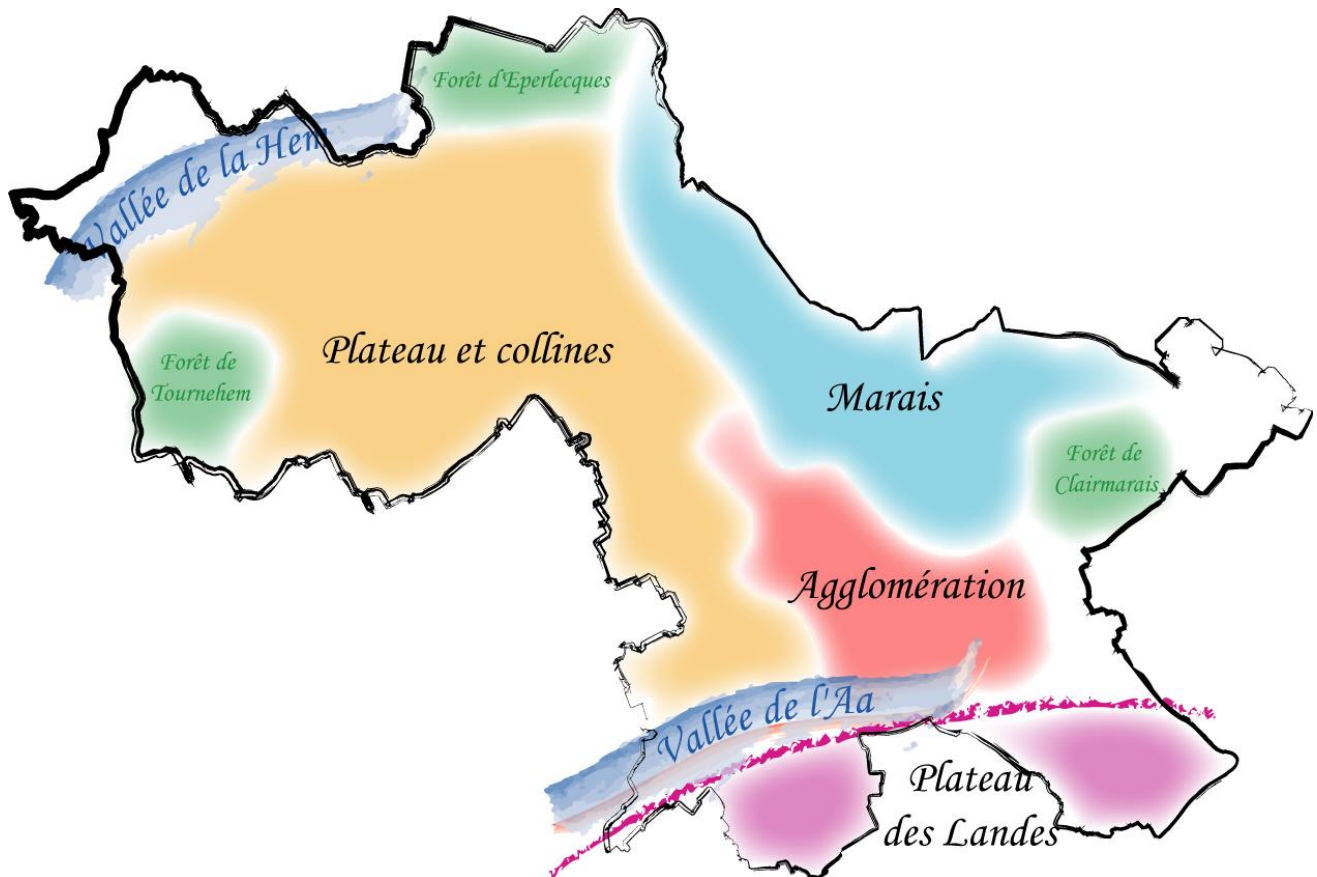 Forêt d'Eperlecques
Vallée de la Hem
Plateau et collines
Forêt de
Tournehem
Marais
Forêt de
Clairmarais
Agglomération
Vallée de l'Aa
Plateau
des Landes